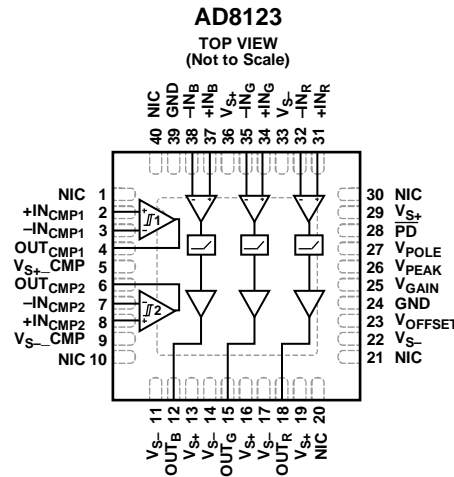 AD8123
TOP VIEW
(Not to Scale)
40 NIC
39 GND
38 –INB
37 +INB
36 VS+
35 –ING
34 +ING
33 VS–
32 –INR
31 +INR
NIC 1
+INCMP1 2
–INCMP1 3
OUTCMP1 4
VS+_CMP 5
OUTCMP2 6
–INCMP2 7
+INCMP2 8
VS–_CMP 9
NIC 10
1
2
30 NIC
29 VS+
28 PD
27 VPOLE
26 VPEAK
25 VGAIN
24 GND
23 VOFFSET
22 VS–
21 NIC
VS– 11
OUTB 12
VS+ 13
VS– 14
OUTG 15
VS+ 16
VS– 17
OUTR 18
VS+ 19
NIC 20